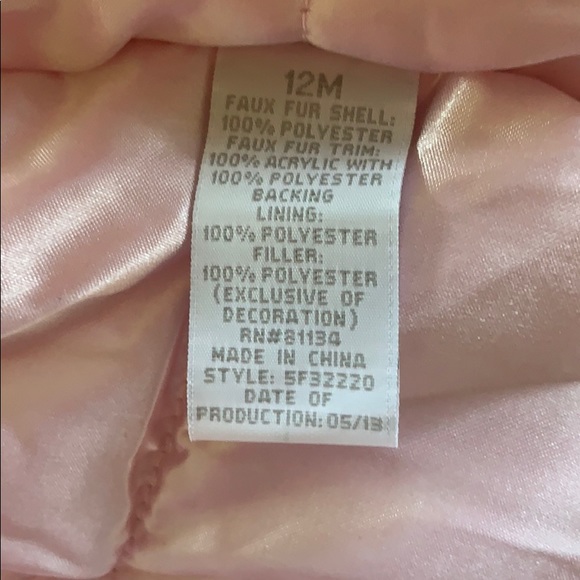 12M
FAUX FUR SHELL:
100% POLYESTER
FAUX FUR TRIM:
100% ACRYLIC WITH
100% POLYESTER
BACKING
LINING:
100% POLYESTER
FILLER:
100% POLYESTER
(EXCLUSIVE OF
DECORATION)
RN#81134
MADE IN CHINA
STYLE: SF32220
DATE OF
PRODUCTION: 05/13